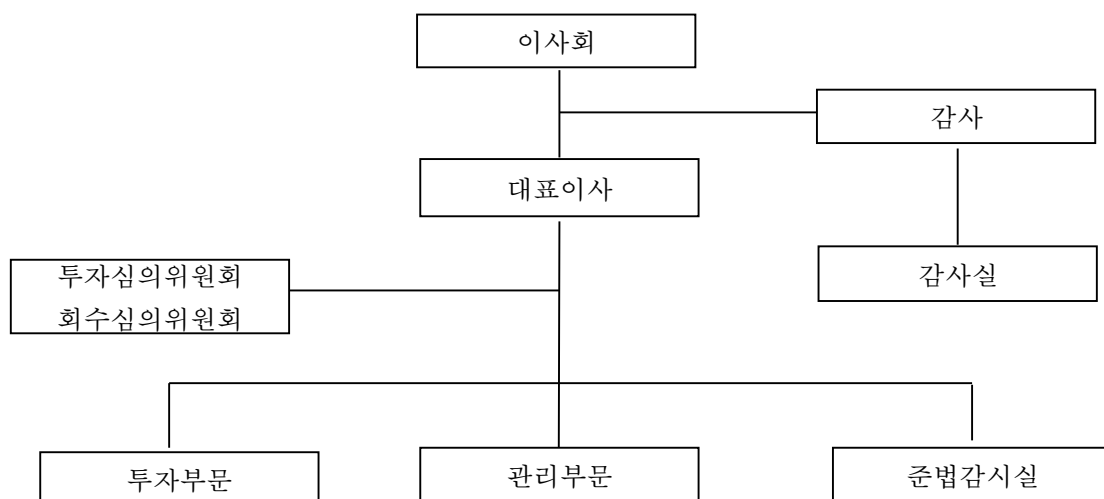 이사회
감사
대표이사
감사실
투자심의위원회
회수심의위원회
투자부문
관리부문
준법감시실